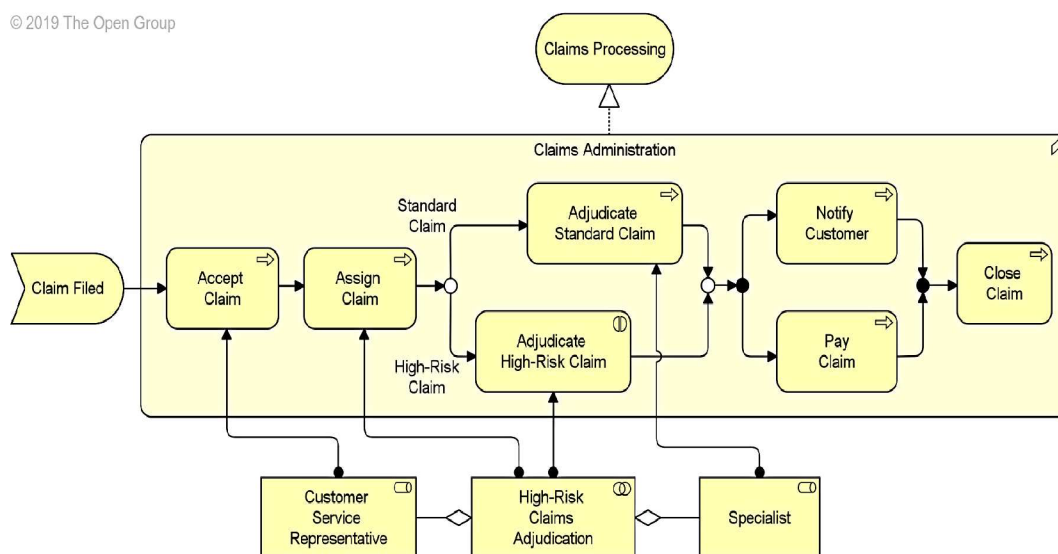 © 2019 The Open Group
Claims Processing
Claims Administration
Standard
Claim
Adjudicate
Standard Claim
Notify
Customer
Claim Filed
Accept
Claim
Assign
Claim
Close
Claim
High-Risk
Claim
Adjudicate
High-Risk Claim
Pay
Claim
Customer
Service
Representative
High-Risk
Claims
Adjudication
Specialist